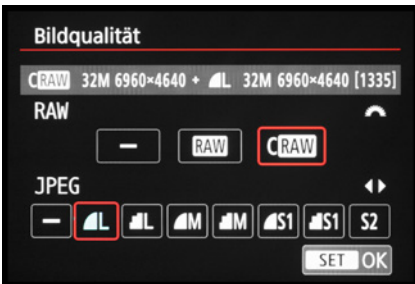 Bildqualität
CRAW 32M 6960×4640 + L 32M 6960×4640 [1335]
RAW
– RAW CRAW
JPEG
– L L M M S1 S1 S2
SET OK